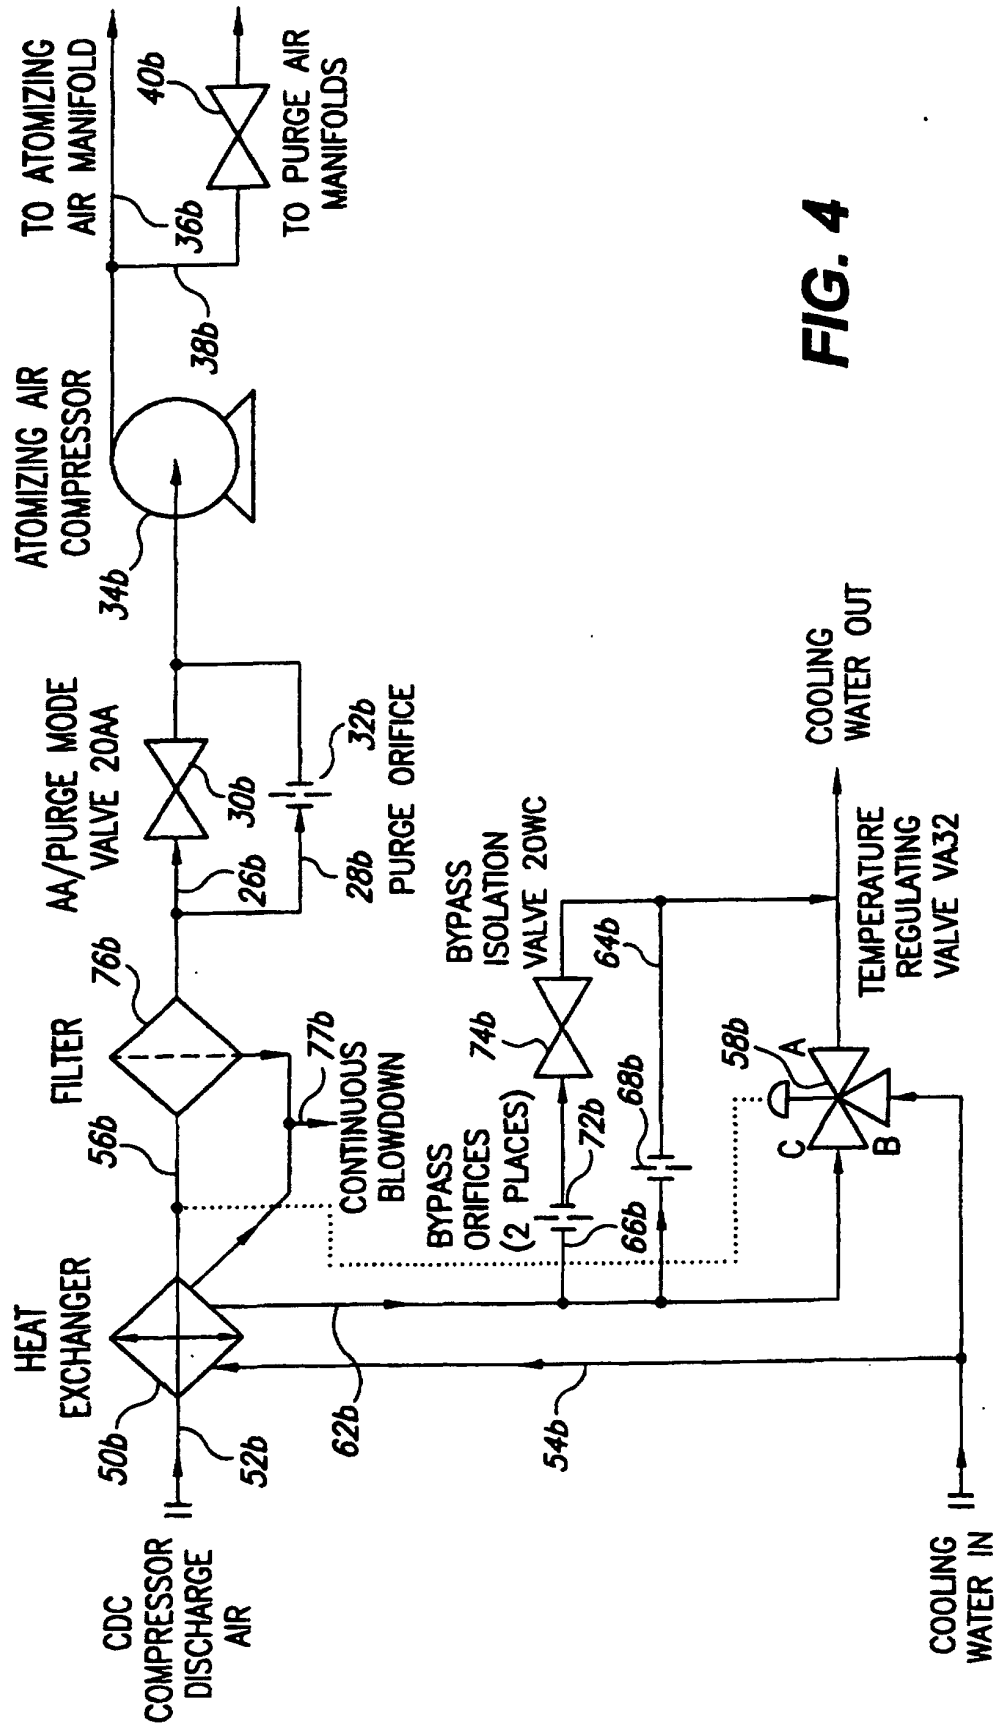 TO ATOMIZING
AIR MANIFOLD
36b
40b
TO PURGE AIR
MANIFOLDS
38b
ATOMIZING AIR
COMPRESSOR
34b
AA/PURGE MODE
VALVE 20AA
30b
26b
32b
28b
PURGE ORIFICE
FILTER
76b
56b
77b
CONTINUOUS
BLOWDOWN
HEAT
EXCHANGER
50b
52b
CDC
COMPRESSOR
DISCHARGE
AIR
62b
54b
BYPASS
ISOLATION
VALVE 20WC
74b
64b
BYPASS
ORIFICES
(2 PLACES)
72b
66b
68b
58b
A
B
C
TEMPERATURE
REGULATING
VALVE VA32
COOLING
WATER OUT
COOLING
WATER IN
FIG. 4